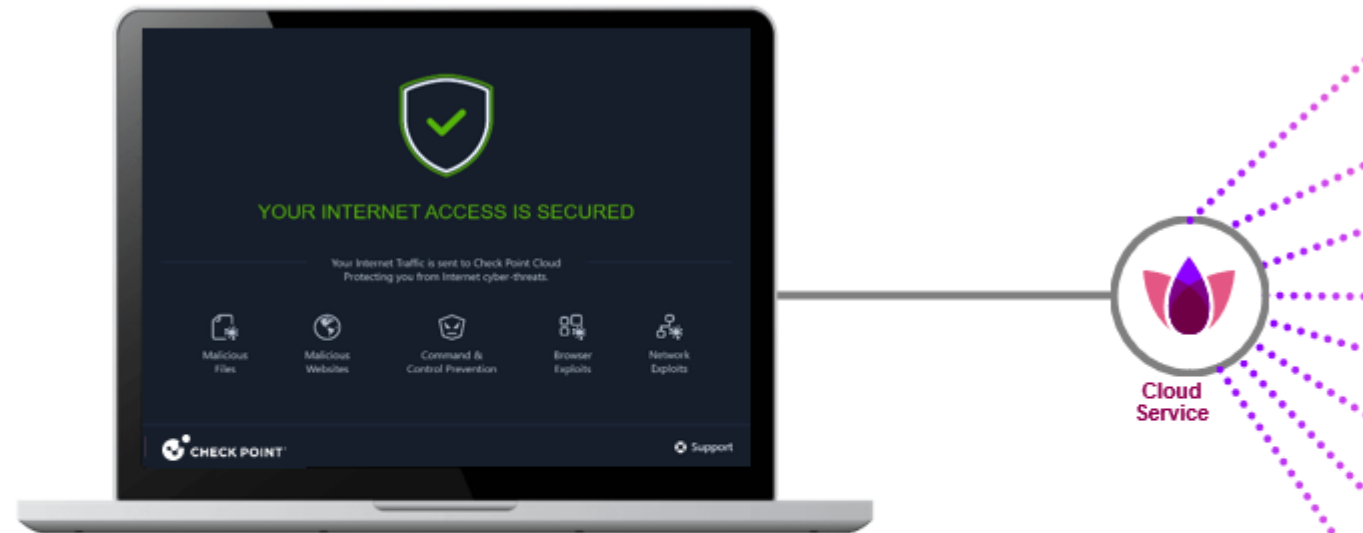 YOUR INTERNET ACCESS IS SECURED
Your Internet Traffic is sent to Check Point Cloud
Protecting you from Internet cyber-threats.
Malicious
Files
Malicious
Websites
Command &
Control Prevention
Browser
Exploits
Network
Exploits
CHECK POINT
Support
Cloud
Service